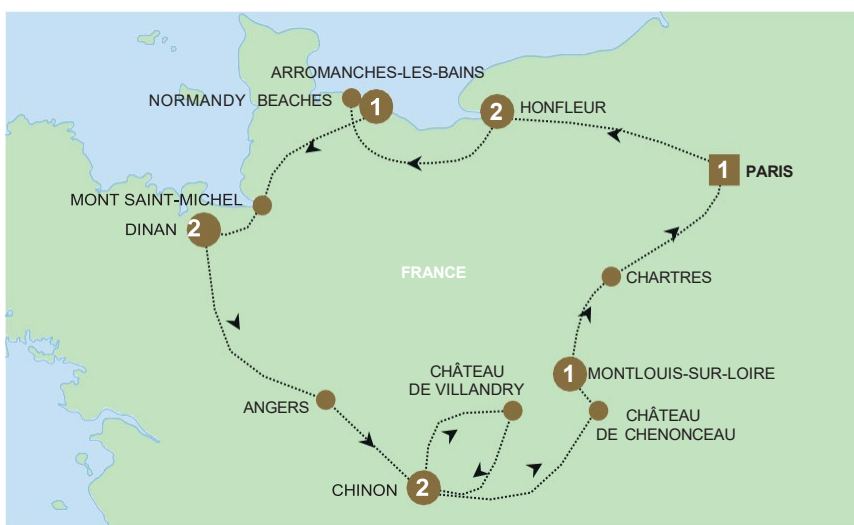 ARROMANCHES-LES-BAINS
NORMANDY BEACHES
1
2 HONFLEUR
1 PARIS
MONT SAINT-MICHEL
DINAN 2
FRANCE
CHARTRES
CHÂTEAU
DE VILLANDRY
1 MONTLOUIS-SUR-LOIRE
ANGERS
CHÂTEAU
DE CHENONCEAU
CHINON 2